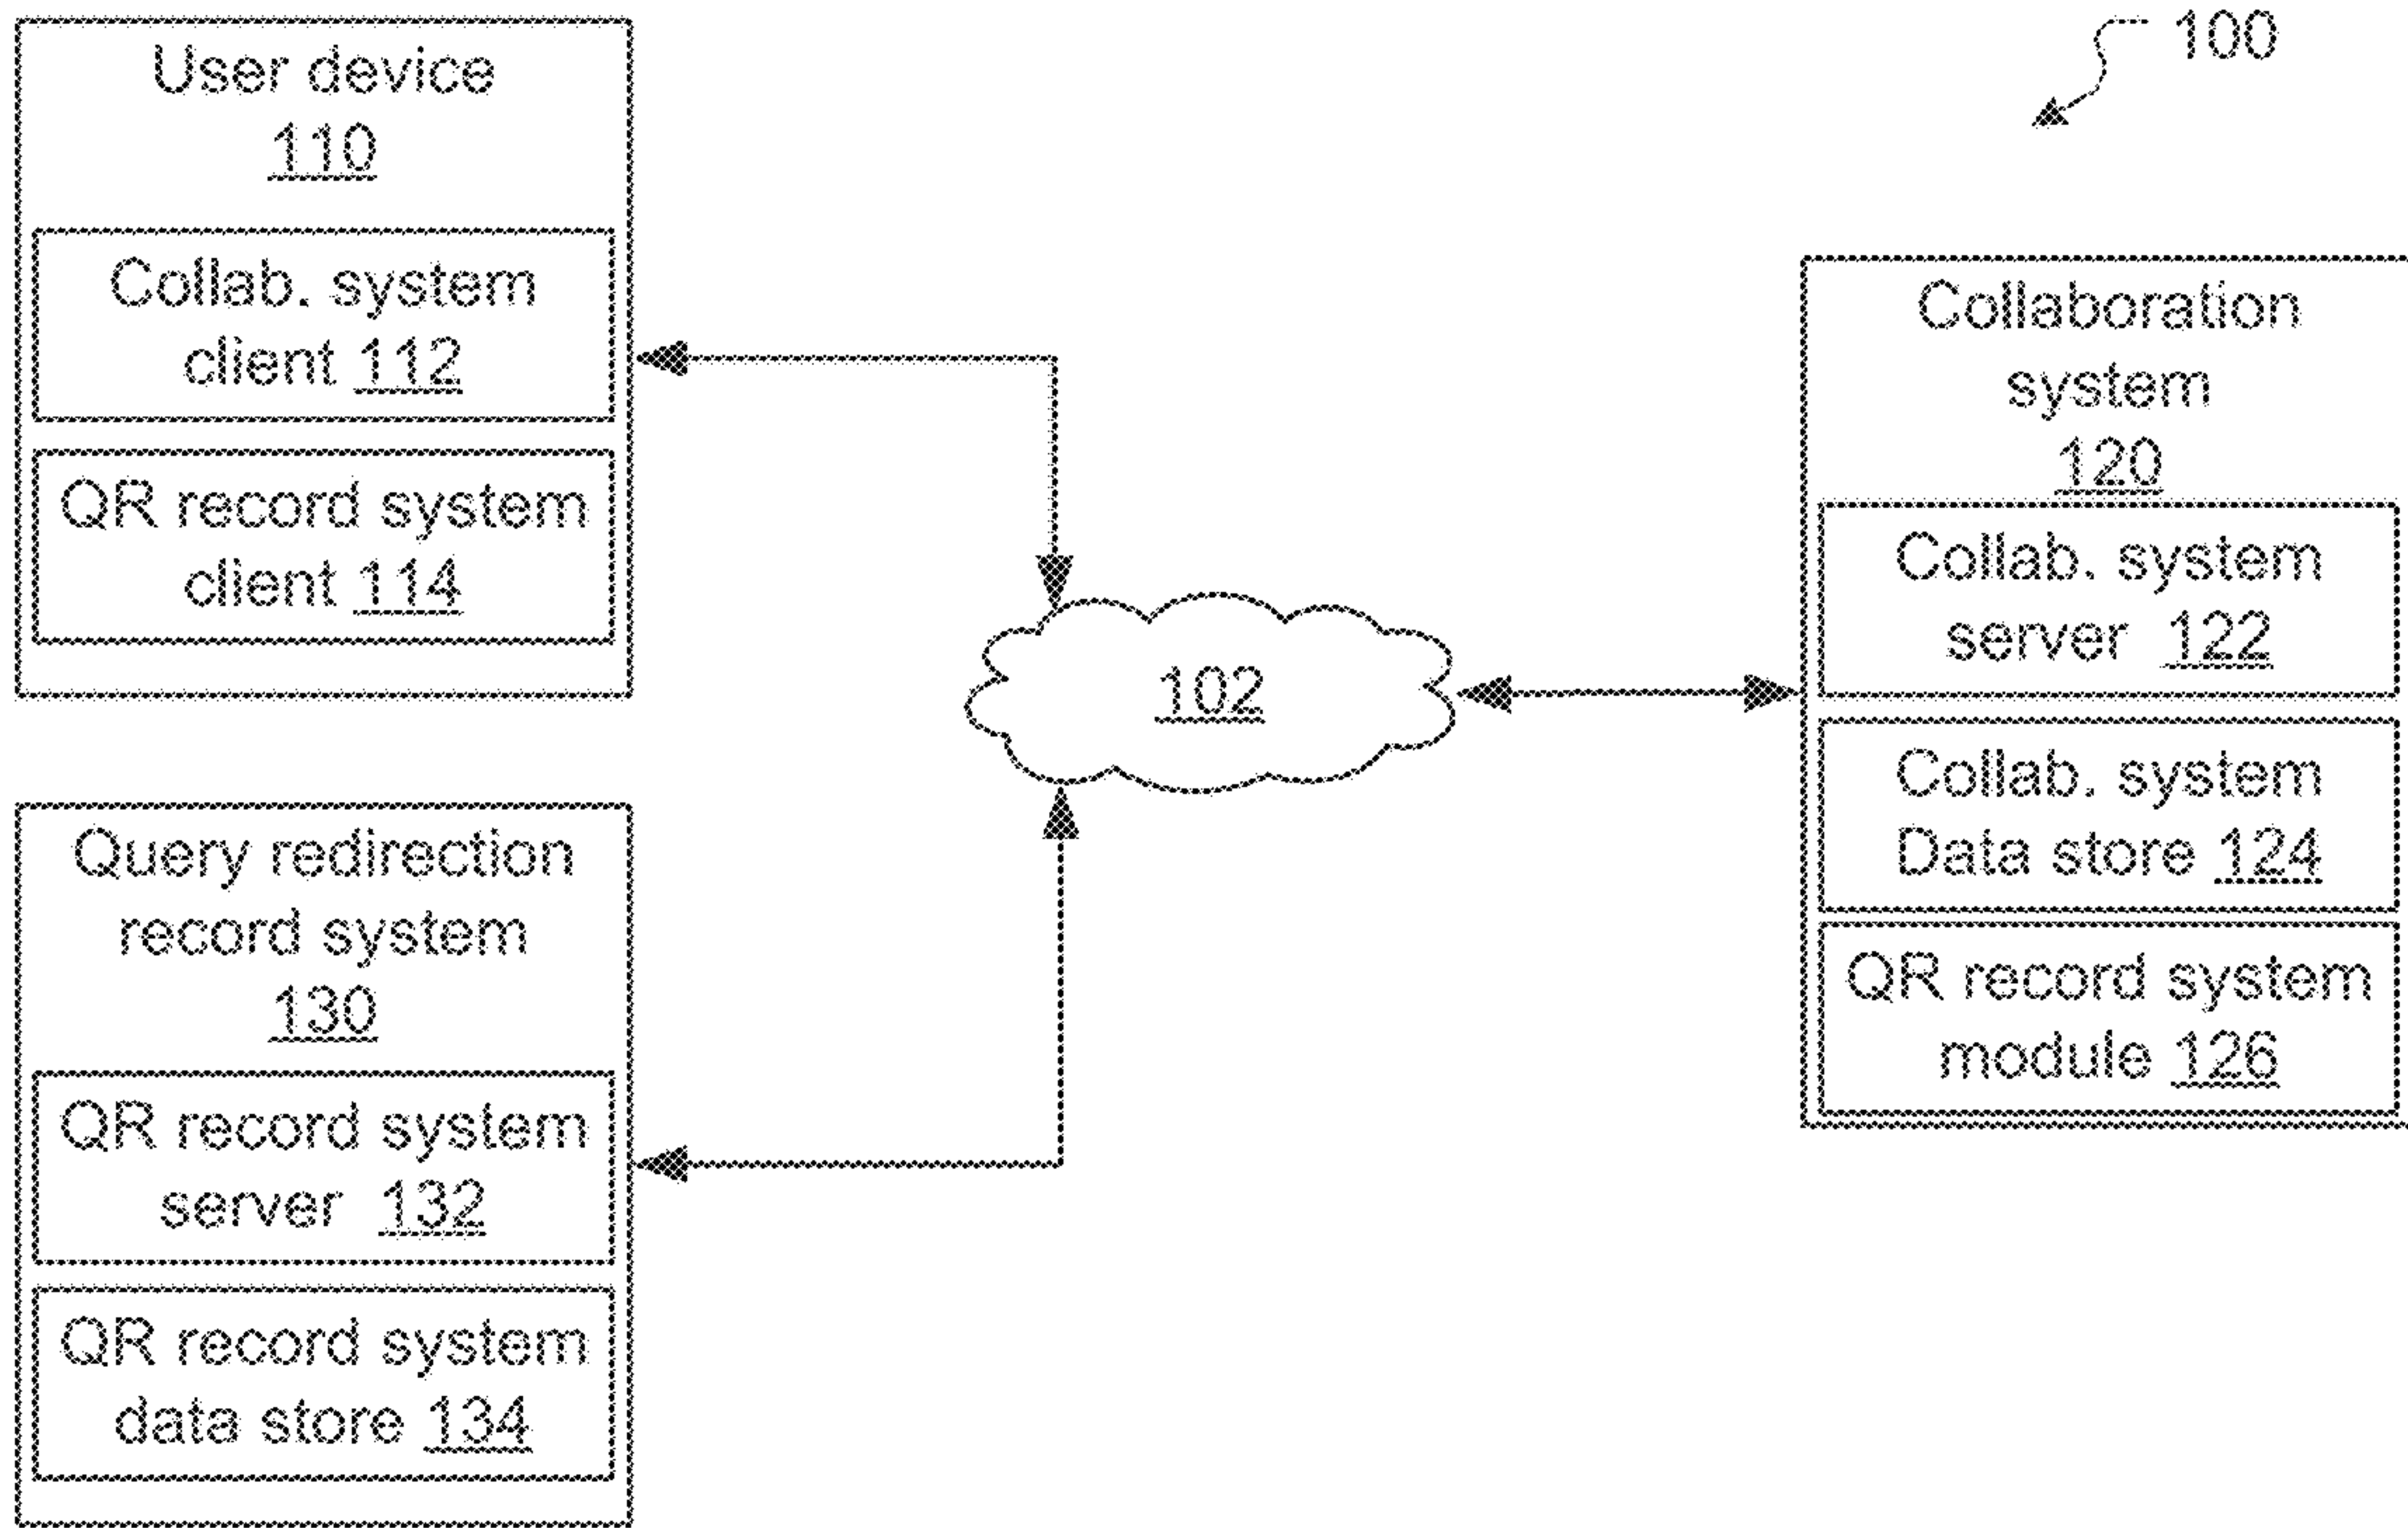 100
User device
110
Collab. system
client 112
QR record system
client 114
102
Collaboration
system
120
Collab. system
server 122
Collab. system
Data store 124
QR record system
module 126
Query redirection
record system
130
QR record system
server 132
QR record system
data store 134